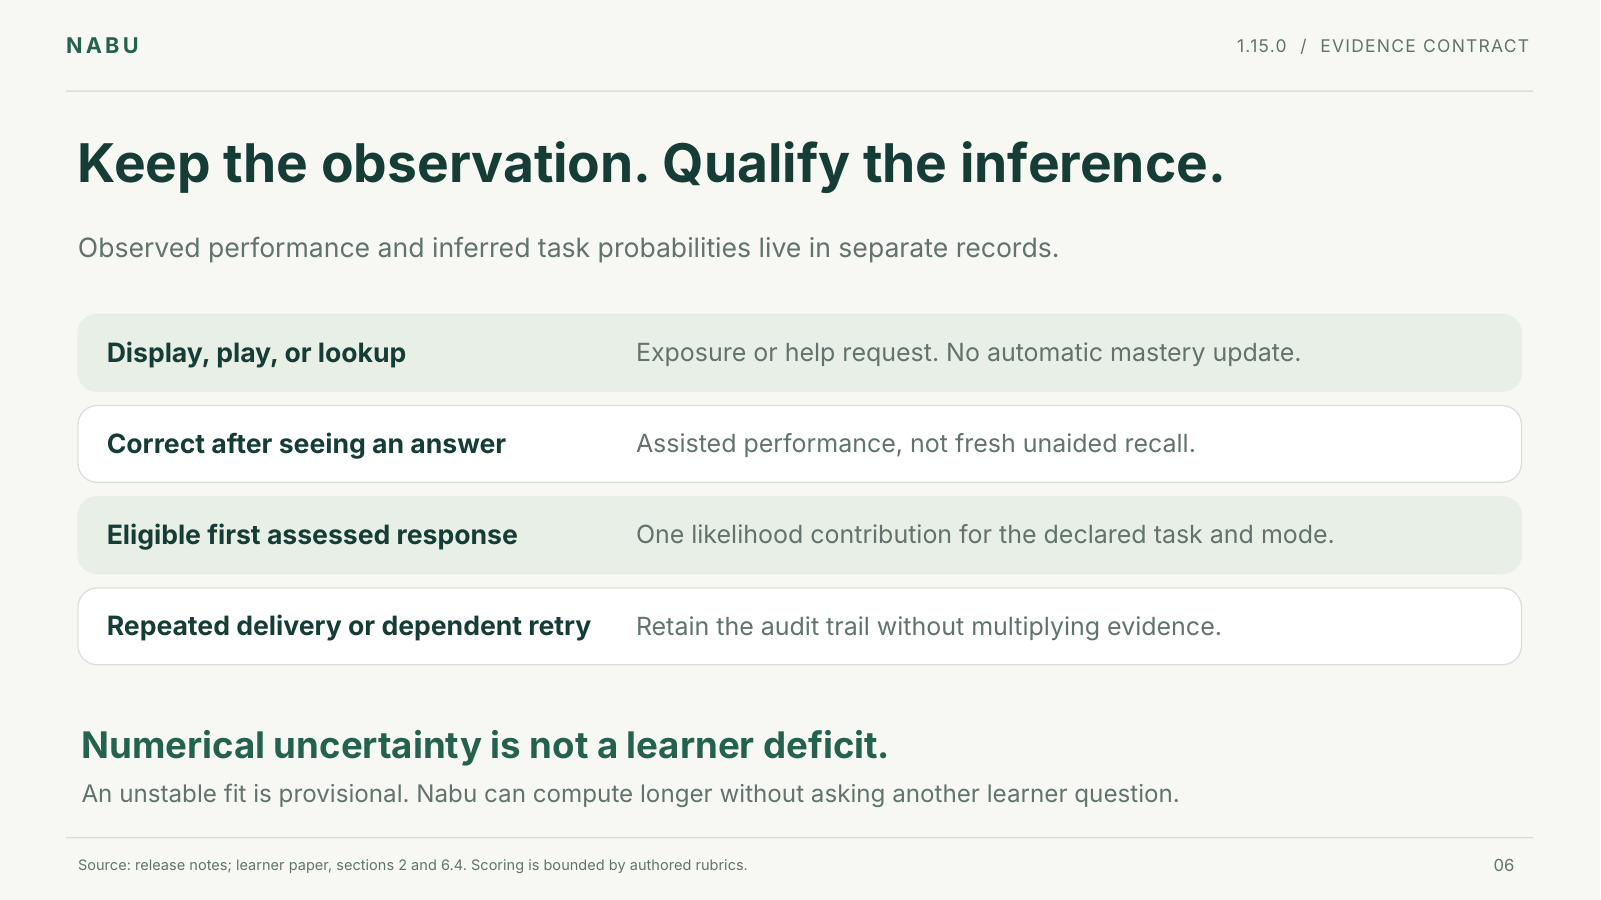 NABU
1.15.0 / EVIDENCE CONTRACT
Keep the observation. Qualify the inference.
Observed performance and inferred task probabilities live in separate records.
Display, play, or lookup
Exposure or help request. No automatic mastery update.
Correct after seeing an answer
Assisted performance, not fresh unaided recall.
Eligible first assessed response
One likelihood contribution for the declared task and mode.
Repeated delivery or dependent retry
Retain the audit trail without multiplying evidence.
Numerical uncertainty is not a learner deficit.
An unstable fit is provisional. Nabu can compute longer without asking another learner question.
Source: release notes; learner paper, sections 2 and 6.4. Scoring is bounded by authored rubrics.
06